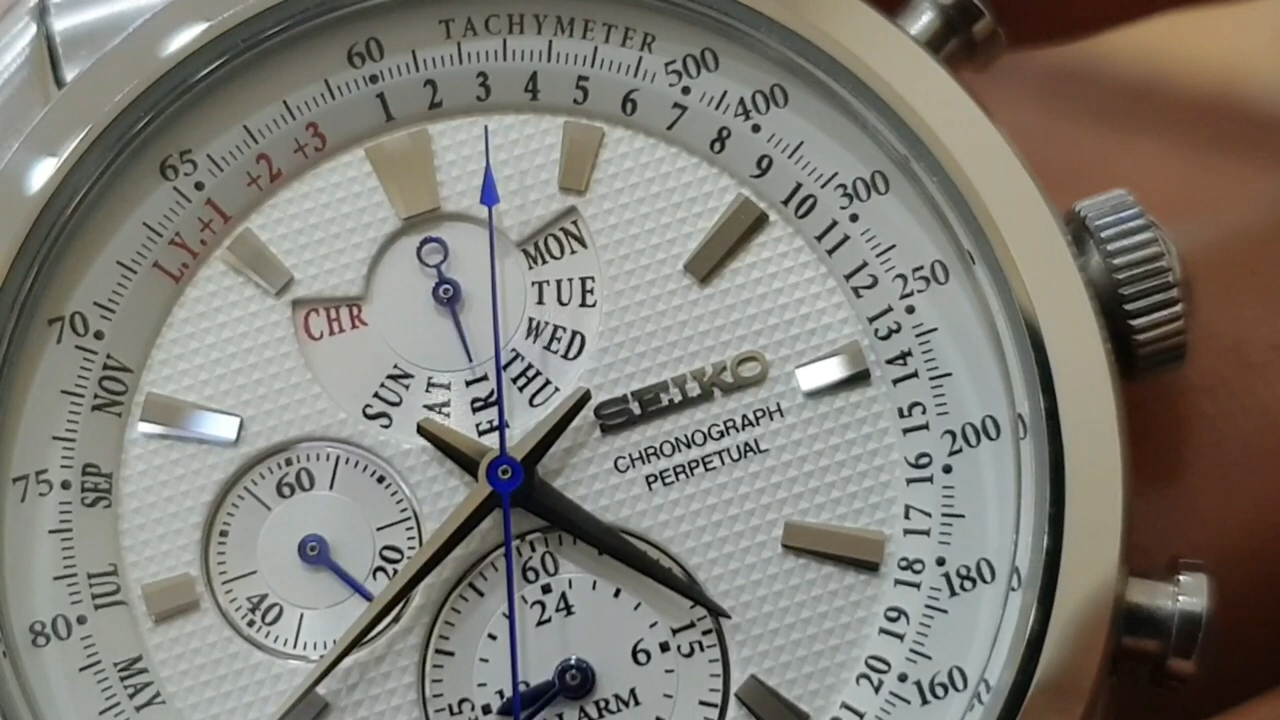 TACHYMETER
60 500 400 300 250 200 180 160
65 70 75 80
1 2 3 4 5 6 7 8 9 10 11 12 13 14 15 16 17 18 19 20 21
L.Y. +1 +2 +3
NOV
SEP
JUL
MAY
CHR
MON
TUE
WED
THU
FRI
SAT
SUN
SEIKO
CHRONOGRAPH
PERPETUAL
60
20
40
60
24
15
6
ALARM